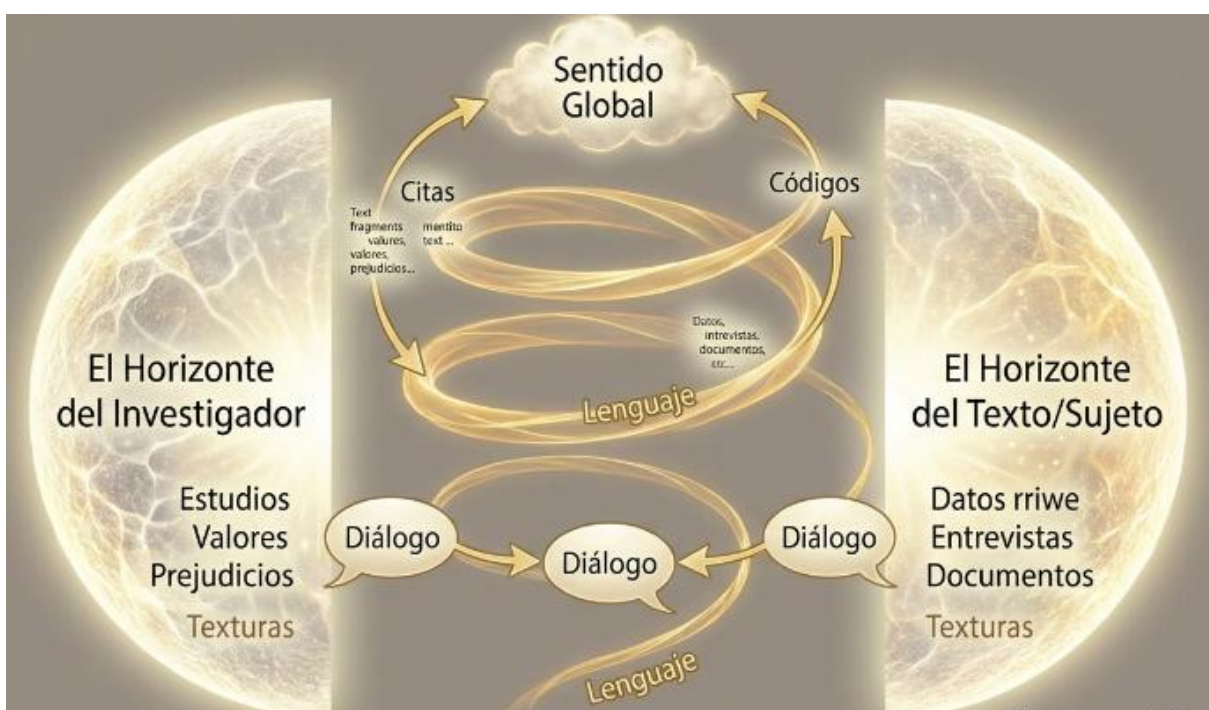 Sentido
Global
Citas
Códigos
Text
fragments mentito
valures, text ...
valores,
prejudicios...
Datos,
intrevistas,
documentos,
etc...
Lenguaje
El Horizonte
del Investigador
El Horizonte
del Texto/Sujeto
Estudios
Valores
Prejudicios
Texturas
Diálogo
Diálogo
Diálogo
Datos rriwe
Entrevistas
Documentos
Texturas
Lenguaje